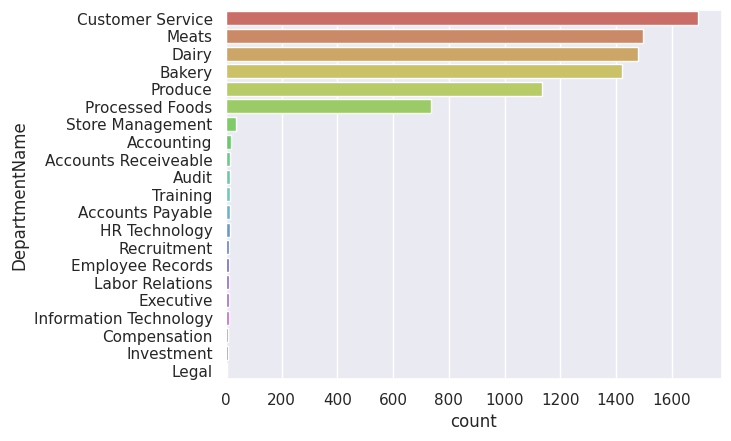 Customer Service
Meats
Dairy
Bakery
Produce
Processed Foods
Store Management
Accounting
Accounts Receiveable
Audit
Training
Accounts Payable
HR Technology
Recruitment
Employee Records
Labor Relations
Executive
Information Technology
Compensation
Investment
Legal
DepartmentName
0 200 400 600 800 1000 1200 1400 1600
count